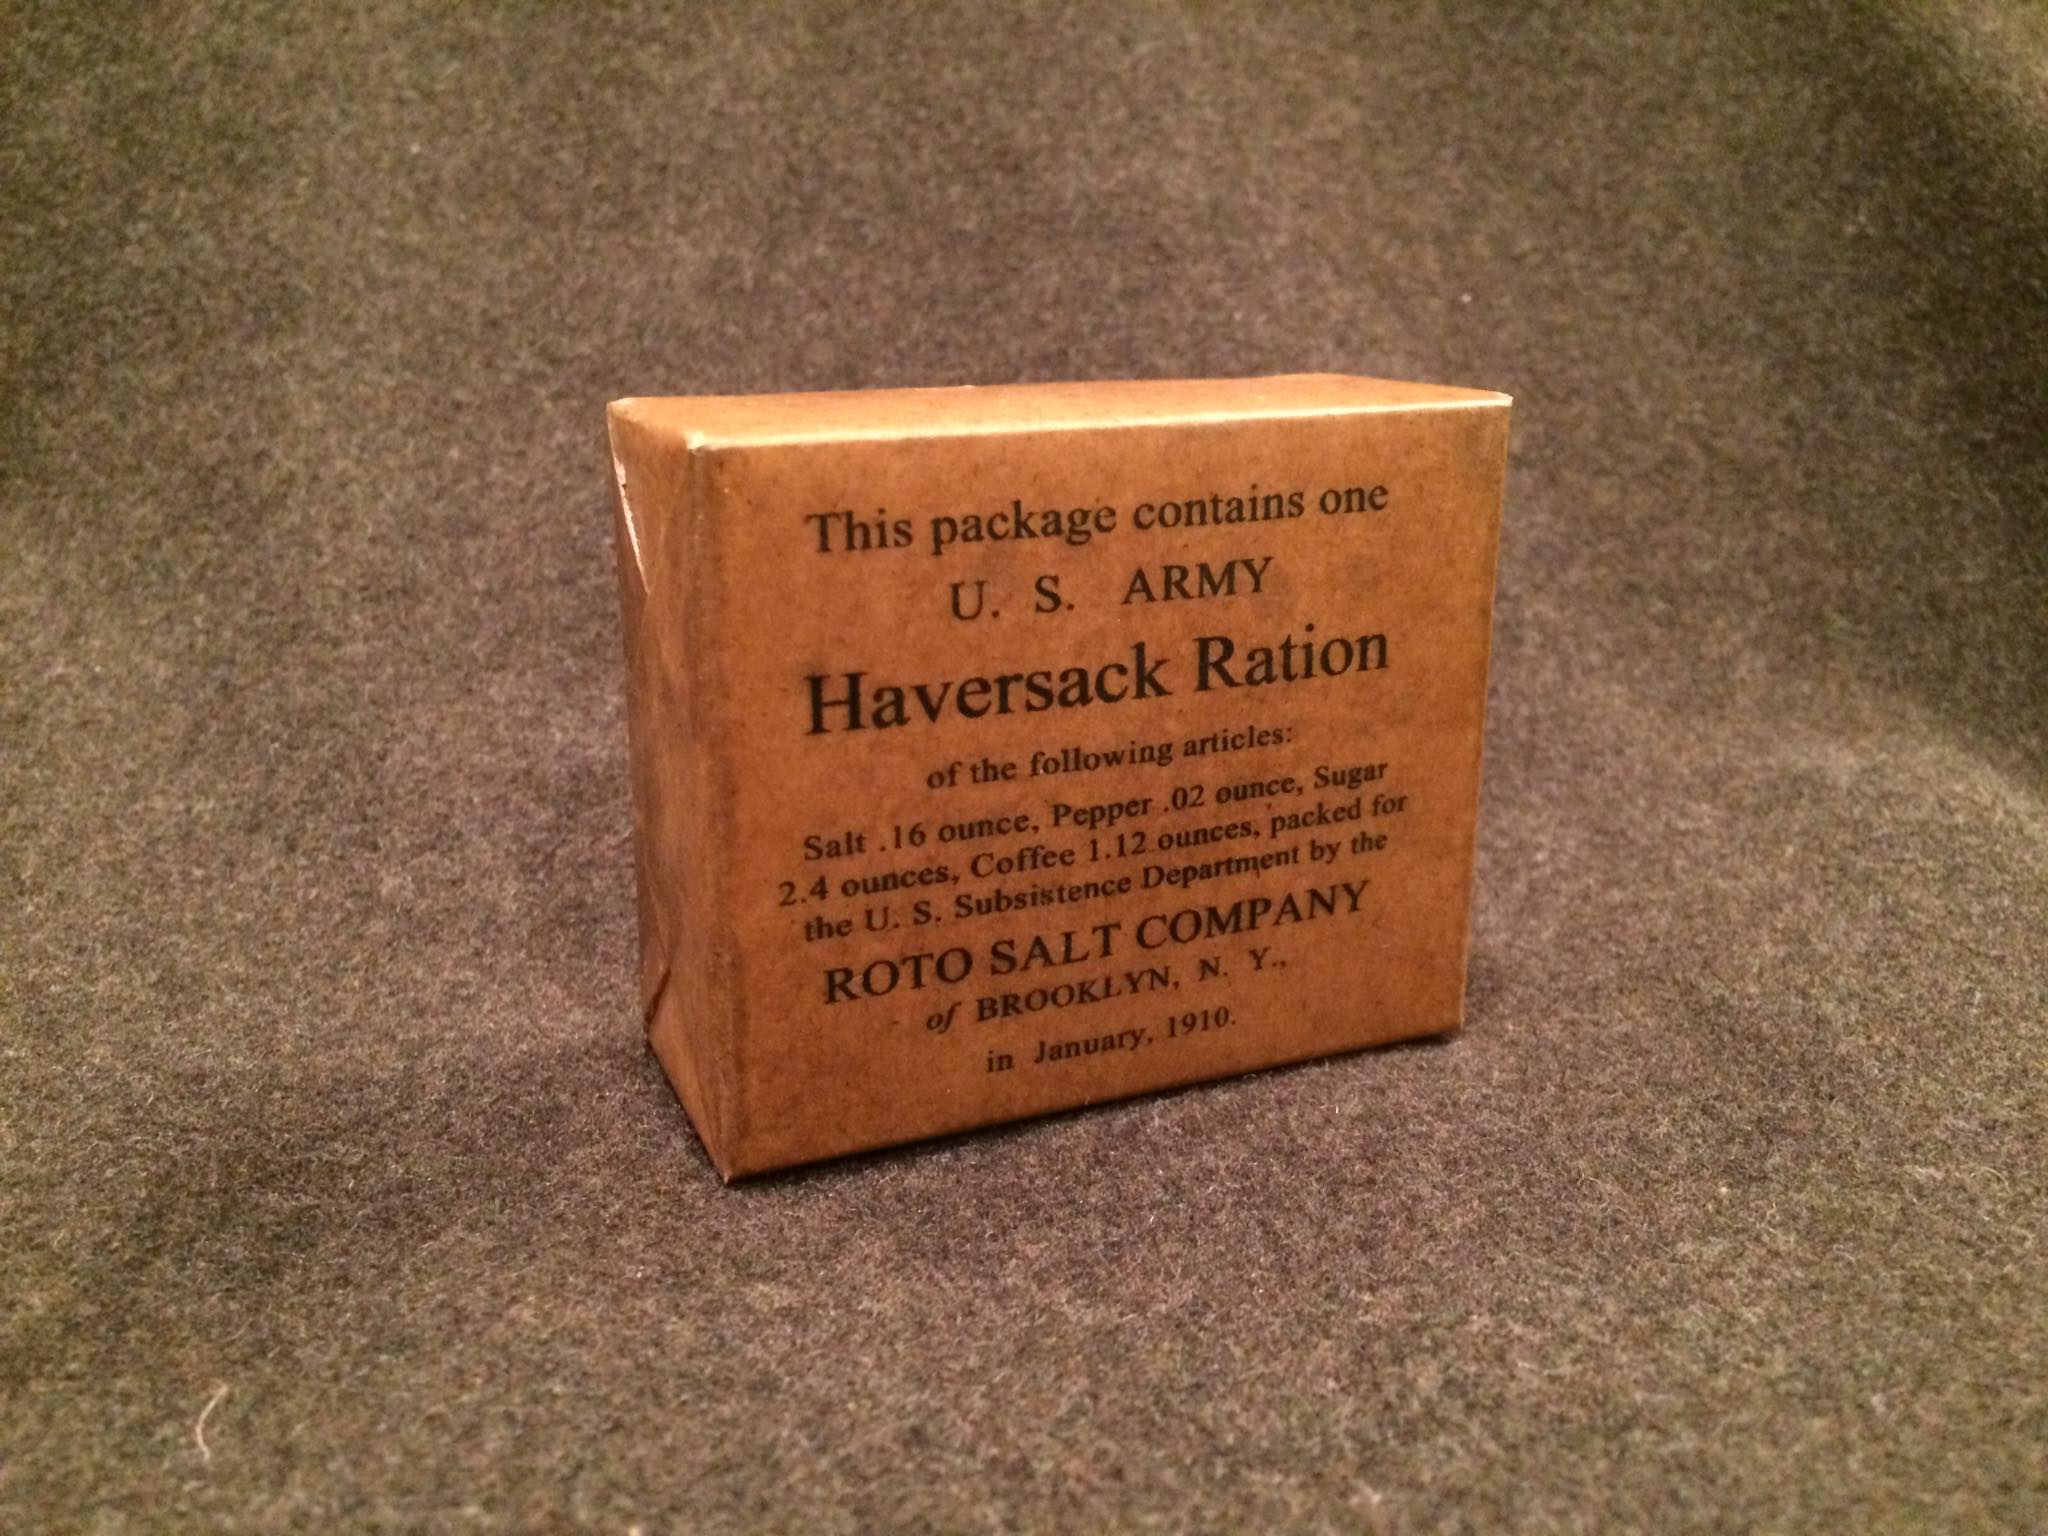 This package contains one
U. S. ARMY
Haversack Ration
of the following articles:
Salt .16 ounce, Pepper .02 ounce, Sugar
2.4 ounces, Coffee 1.12 ounces, packed for
the U. S. Subsistence Department by the
ROTO SALT COMPANY
of BROOKLYN, N. Y.,
in January, 1910.